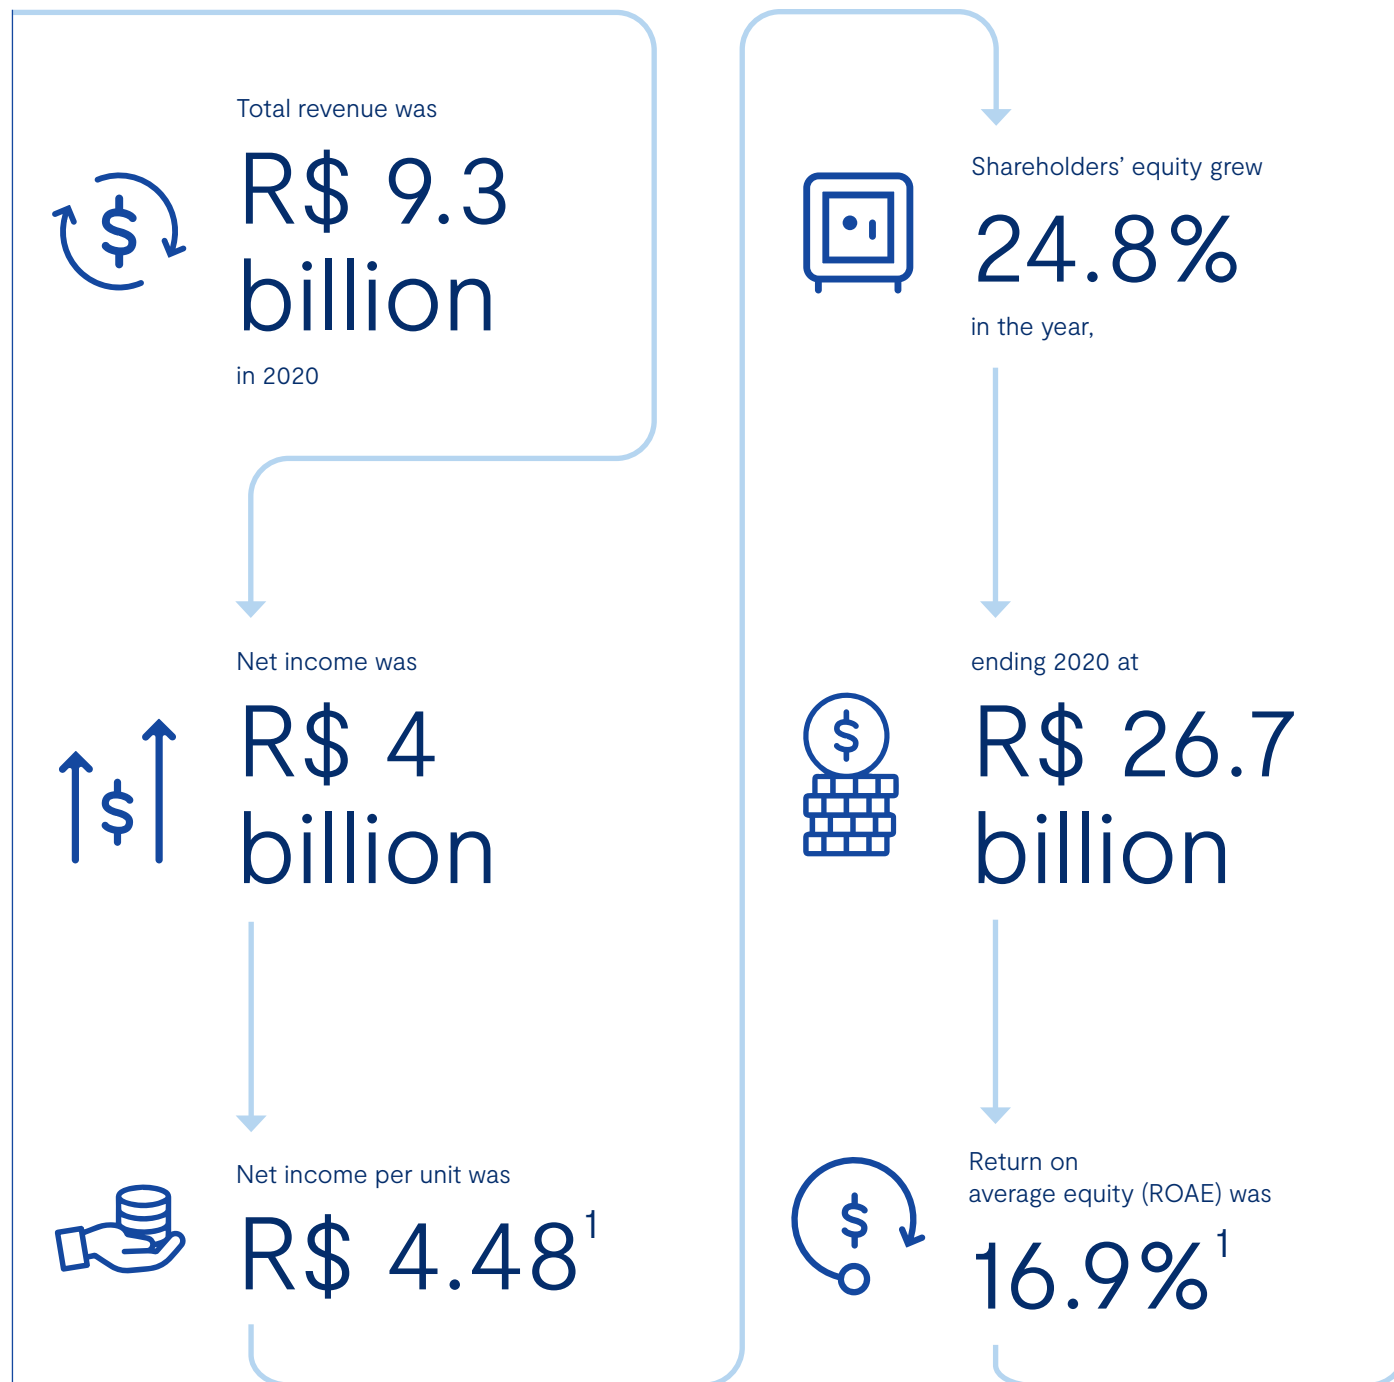 Total revenue was
R$ 9.3
billion
in 2020
Net income was
R$ 4
billion
Net income per unit was
R$ 4.48¹
Shareholders’ equity grew
24.8%
in the year,
ending 2020 at
R$ 26.7
billion
Return on
average equity (ROAE) was
16.9%¹